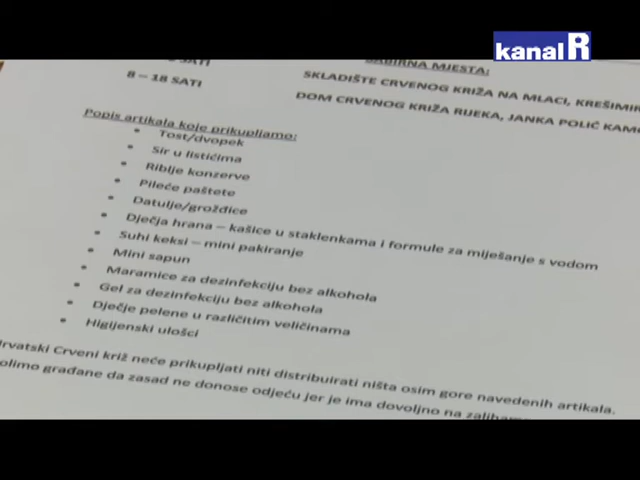 kanal R
SATI
SABIRNA MJESTA:
8 – 18 SATI
SKLADIŠTE CRVENOG KRIŽA NA MLACI, KREŠIMIR
DOM CRVENOG KRIŽA RIJEKA, JANKA POLIĆ KAMO
Popis artikala koje prikupljamo:
• Tost/dvopek
• Sir u listićima
• Riblje konzerve
• Pileće paštete
• Datulje/grožđice
• Dječja hrana – kašice u staklenkama i formule za miješanje s vodom
• Suhi keksi – mini pakiranje
• Mini sapun
• Maramice za dezinfekciju bez alkohola
• Gel za dezinfekciju bez alkohola
• Dječje pelene u različitim veličinama
• Higijenski ulošci
Hrvatski Crveni križ neće prikupljati niti distribuirati ništa osim gore navedenih artikala.
olimo građane da zasad ne donose odjeću jer je ima dovoljno na zalihama